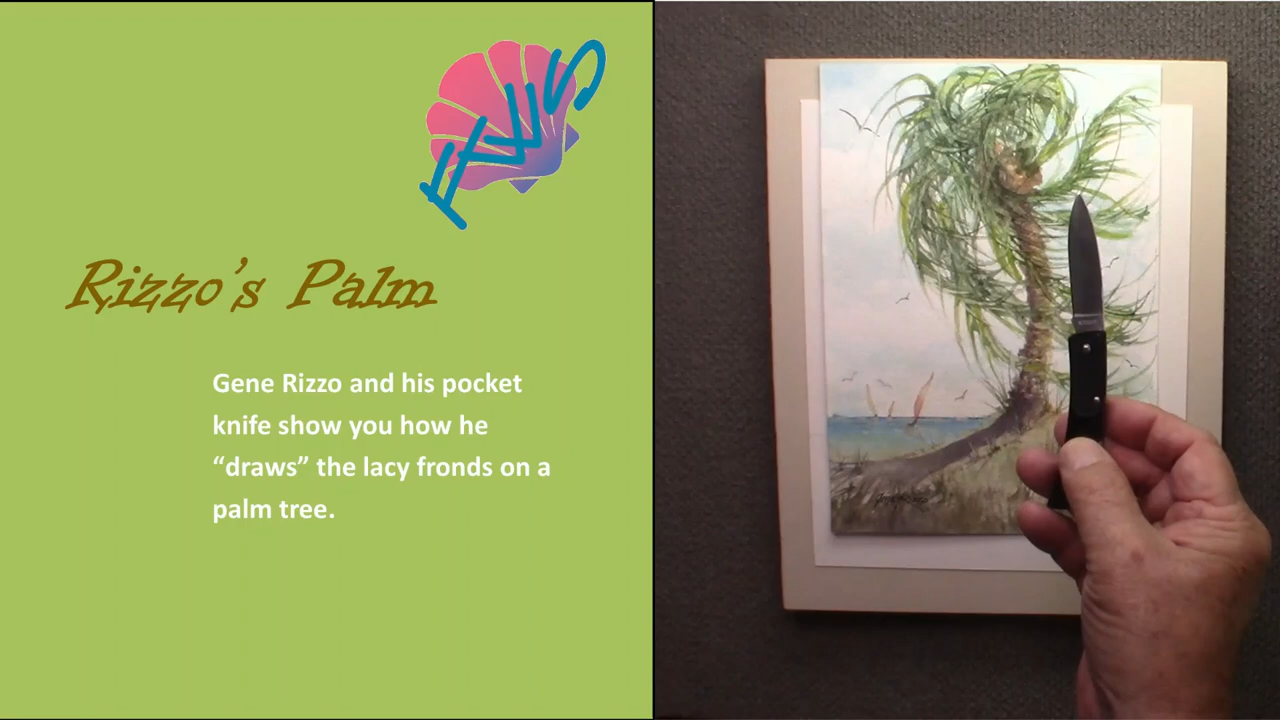 Rizzo's Palm
Gene Rizzo and his pocket
knife show you how he
“draws” the lacy fronds on a
palm tree.